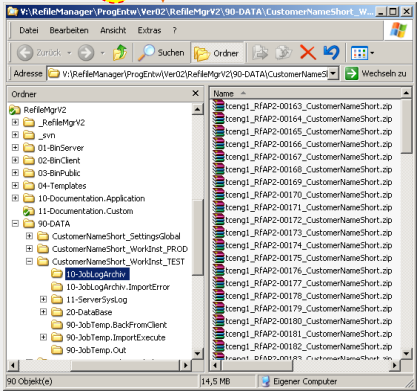 V:\RefileManager\ProgEntw\Ver02\RefileMgrV2\90-DATA\CustomerNameShort_W...
Datei Bearbeiten Ansicht Extras ?
Zurück Suchen Ordner
Adresse V:\RefileManager\ProgEntw\Ver02\RefileMgrV2\90-DATA\CustomerNameS Wechseln zu
Ordner
RefileMgrV2
_RefileMgrV2
_svn
01-BinServer
02-BinClient
03-BinPublic
04-Templates
10-Documentation.Application
11-Documentation.Custom
90-DATA
CustomerNameShort_SettingsGlobal
CustomerNameShort_WorkInst_PROD
CustomerNameShort_WorkInst_TEST
10-JobLogArchiv
10-JobLogArchiv.ImportError
11-ServerSysLog
20-DataBase
90-JobTemp.BackFromClient
90-JobTemp.ImportExecute
90-JobTemp.Out
Name
tceng1_RfAP2-00163_CustomerNameShort.zip
tceng1_RfAP2-00164_CustomerNameShort.zip
tceng1_RfAP2-00165_CustomerNameShort.zip
tceng1_RfAP2-00166_CustomerNameShort.zip
tceng1_RfAP2-00167_CustomerNameShort.zip
tceng1_RfAP2-00168_CustomerNameShort.zip
tceng1_RfAP2-00169_CustomerNameShort.zip
tceng1_RfAP2-00170_CustomerNameShort.zip
tceng1_RfAP2-00171_CustomerNameShort.zip
tceng1_RfAP2-00172_CustomerNameShort.zip
tceng1_RfAP2-00173_CustomerNameShort.zip
tceng1_RfAP2-00174_CustomerNameShort.zip
tceng1_RfAP2-00175_CustomerNameShort.zip
tceng1_RfAP2-00176_CustomerNameShort.zip
tceng1_RfAP2-00177_CustomerNameShort.zip
tceng1_RfAP2-00178_CustomerNameShort.zip
tceng1_RfAP2-00179_CustomerNameShort.zip
tceng1_RfAP2-00180_CustomerNameShort.zip
tceng1_RfAP2-00181_CustomerNameShort.zip
tceng1_RfAP2-00182_CustomerNameShort.zip
tceng1_RfAP2-00183_CustomerNameShort.zip
90 Objekt(e) 14,5 MB Eigener Computer